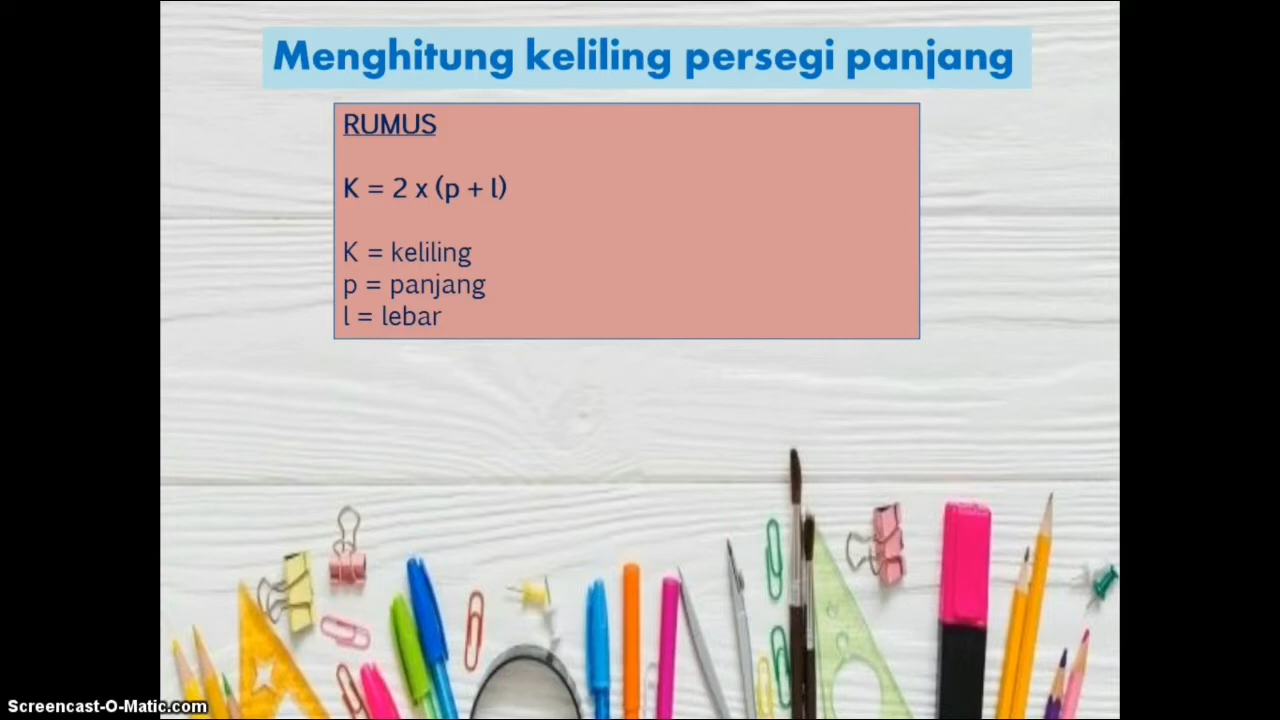 Menghitung keliling persegi panjang
RUMUS
K = 2 x (p + l)
K = keliling
p = panjang
l = lebar
Screencast-O-Matic.com